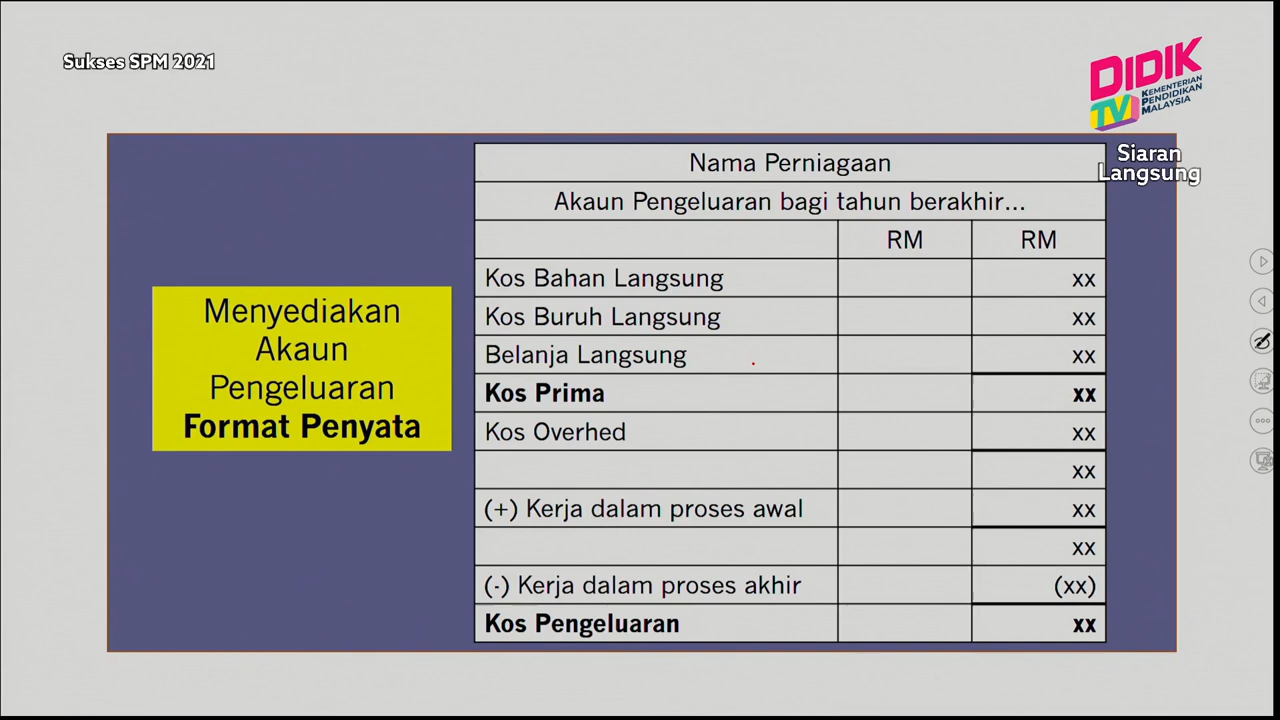 Sukses SPM 2021
DIDIK
TV
KEMENTERIAN
PENDIDIKAN
MALAYSIA
Siaran
Langsung
Menyediakan
Akaun
Pengeluaran
Format Penyata
Nama Perniagaan
Akaun Pengeluaran bagi tahun berakhir...
RM RM
Kos Bahan Langsung xx
Kos Buruh Langsung xx
Belanja Langsung xx
Kos Prima xx
Kos Overhed xx
xx
(+) Kerja dalam proses awal xx
xx
(-) Kerja dalam proses akhir (xx)
Kos Pengeluaran xx